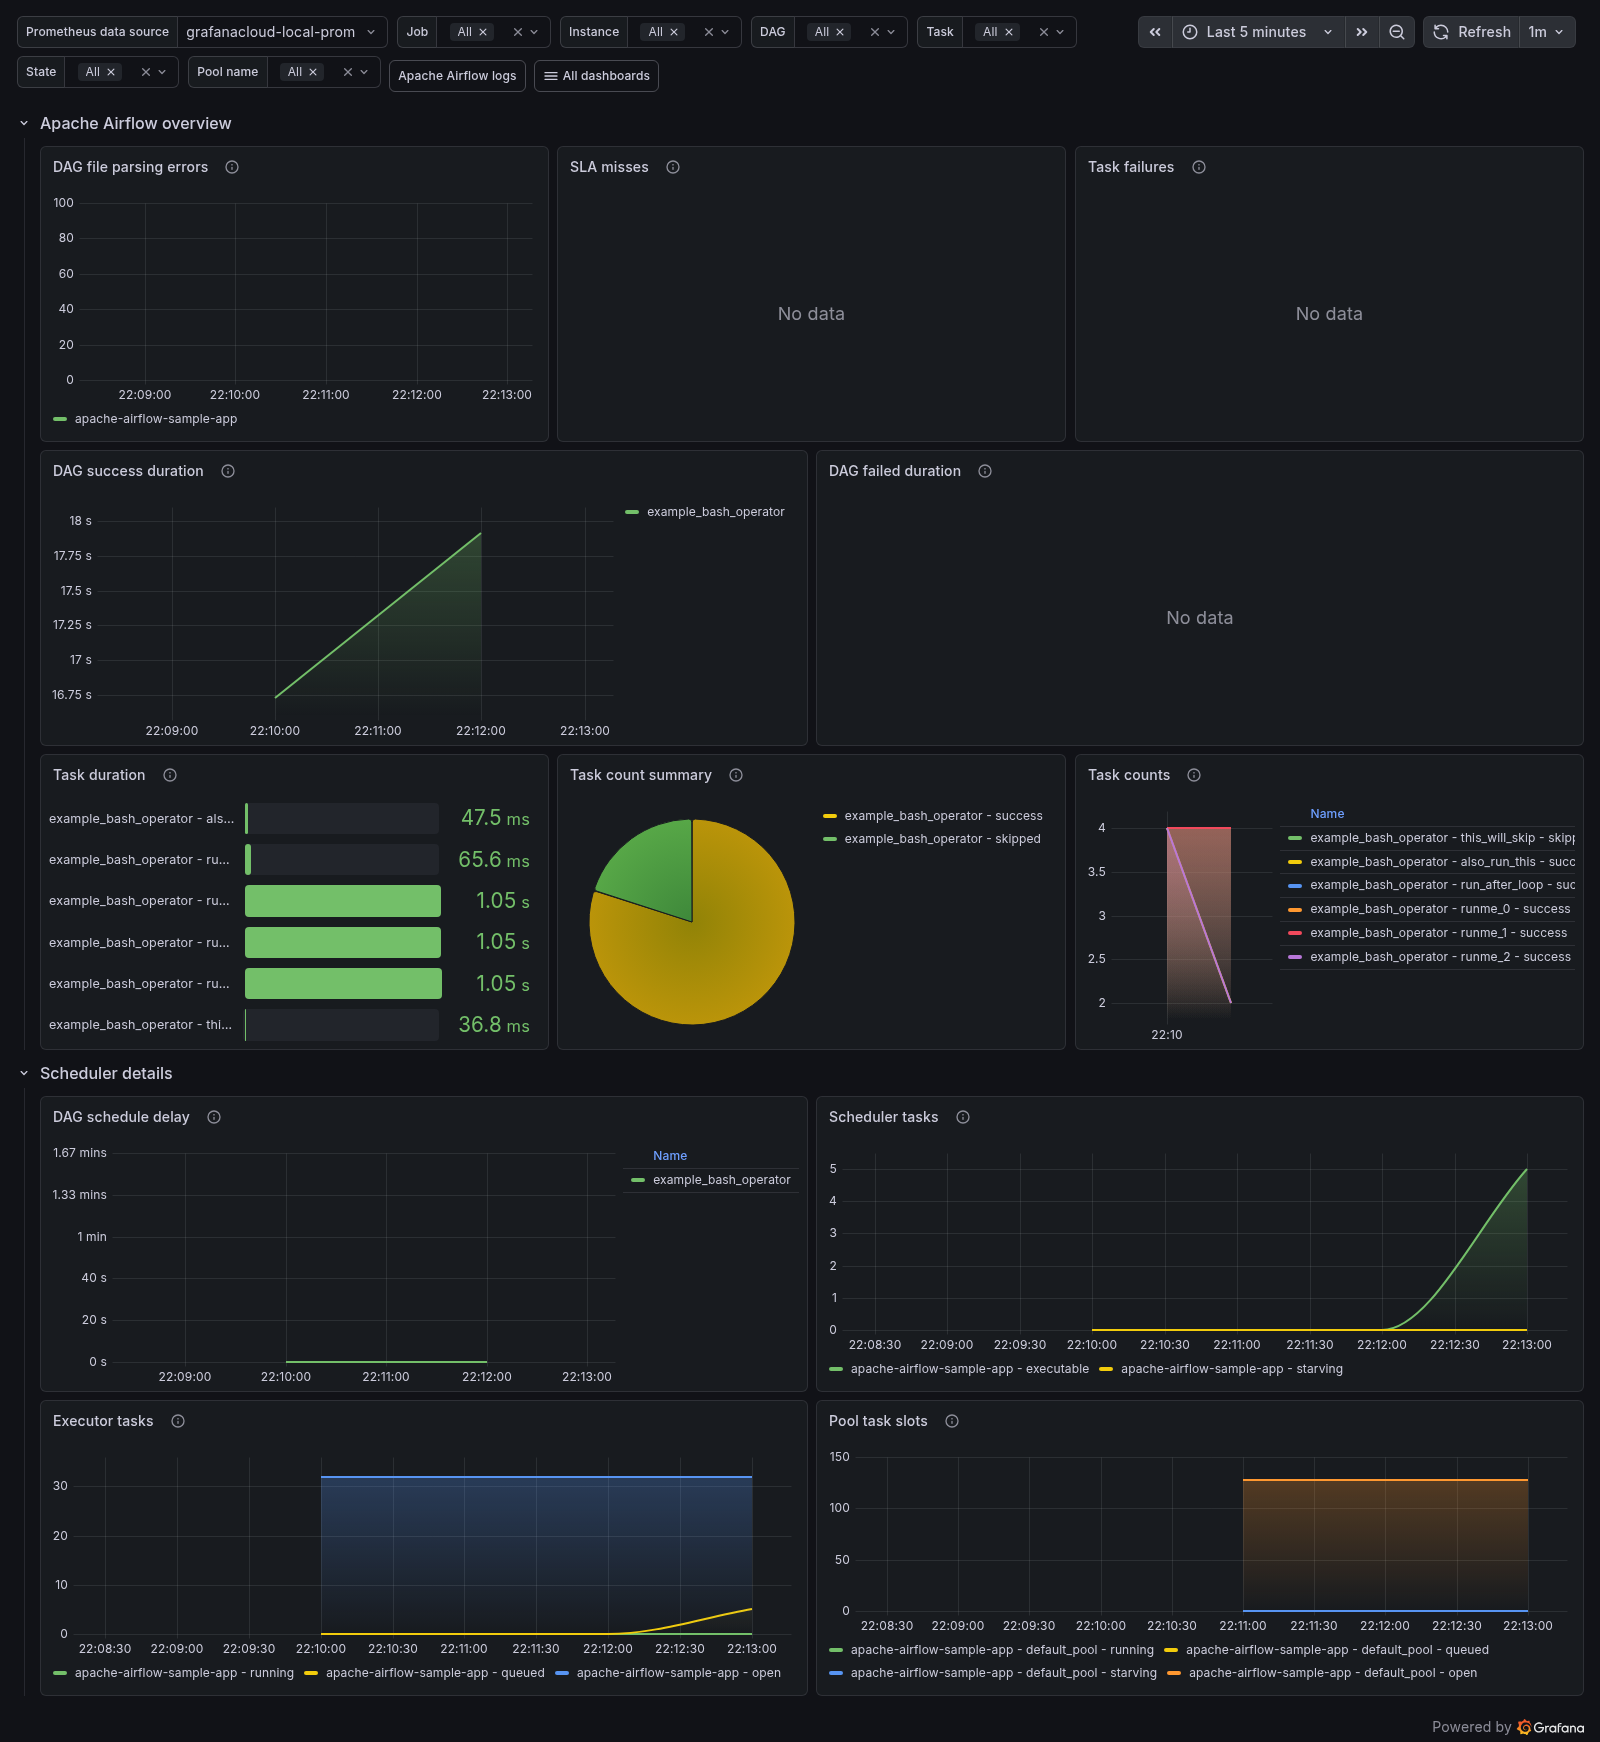 Prometheus data source grafanacloud-local-prom Job All Instance All DAG All Task All Last 5 minutes Refresh 1m
State All Pool name All Apache Airflow logs All dashboards
Apache Airflow overview
DAG file parsing errors
100
80
60
40
20
0
22:09:00 22:10:00 22:11:00 22:12:00 22:13:00
apache-airflow-sample-app
SLA misses
No data
Task failures
No data
DAG success duration
18 s
17.75 s
17.5 s
17.25 s
17 s
16.75 s
22:09:00 22:10:00 22:11:00 22:12:00 22:13:00
example_bash_operator
DAG failed duration
No data
Task duration
example_bash_operator - als... 47.5 ms
example_bash_operator - ru... 65.6 ms
example_bash_operator - ru... 1.05 s
example_bash_operator - ru... 1.05 s
example_bash_operator - ru... 1.05 s
example_bash_operator - thi... 36.8 ms
Task count summary
example_bash_operator - success
example_bash_operator - skipped
Task counts
4
3.5
3
2.5
2
22:10
Name
example_bash_operator - this_will_skip - skipp
example_bash_operator - also_run_this - succ
example_bash_operator - run_after_loop - suc
example_bash_operator - runme_0 - success
example_bash_operator - runme_1 - success
example_bash_operator - runme_2 - success
Scheduler details
DAG schedule delay
1.67 mins
1.33 mins
1 min
40 s
20 s
0 s
22:09:00 22:10:00 22:11:00 22:12:00 22:13:00
Name
example_bash_operator
Scheduler tasks
5
4
3
2
1
0
22:08:30 22:09:00 22:09:30 22:10:00 22:10:30 22:11:00 22:11:30 22:12:00 22:12:30 22:13:00
apache-airflow-sample-app - executable apache-airflow-sample-app - starving
Executor tasks
30
20
10
0
22:08:30 22:09:00 22:09:30 22:10:00 22:10:30 22:11:00 22:11:30 22:12:00 22:12:30 22:13:00
apache-airflow-sample-app - running apache-airflow-sample-app - queued apache-airflow-sample-app - open
Pool task slots
150
100
50
0
22:08:30 22:09:00 22:09:30 22:10:00 22:10:30 22:11:00 22:11:30 22:12:00 22:12:30 22:13:00
apache-airflow-sample-app - default_pool - running apache-airflow-sample-app - default_pool - queued
apache-airflow-sample-app - default_pool - starving apache-airflow-sample-app - default_pool - open
Powered by Grafana